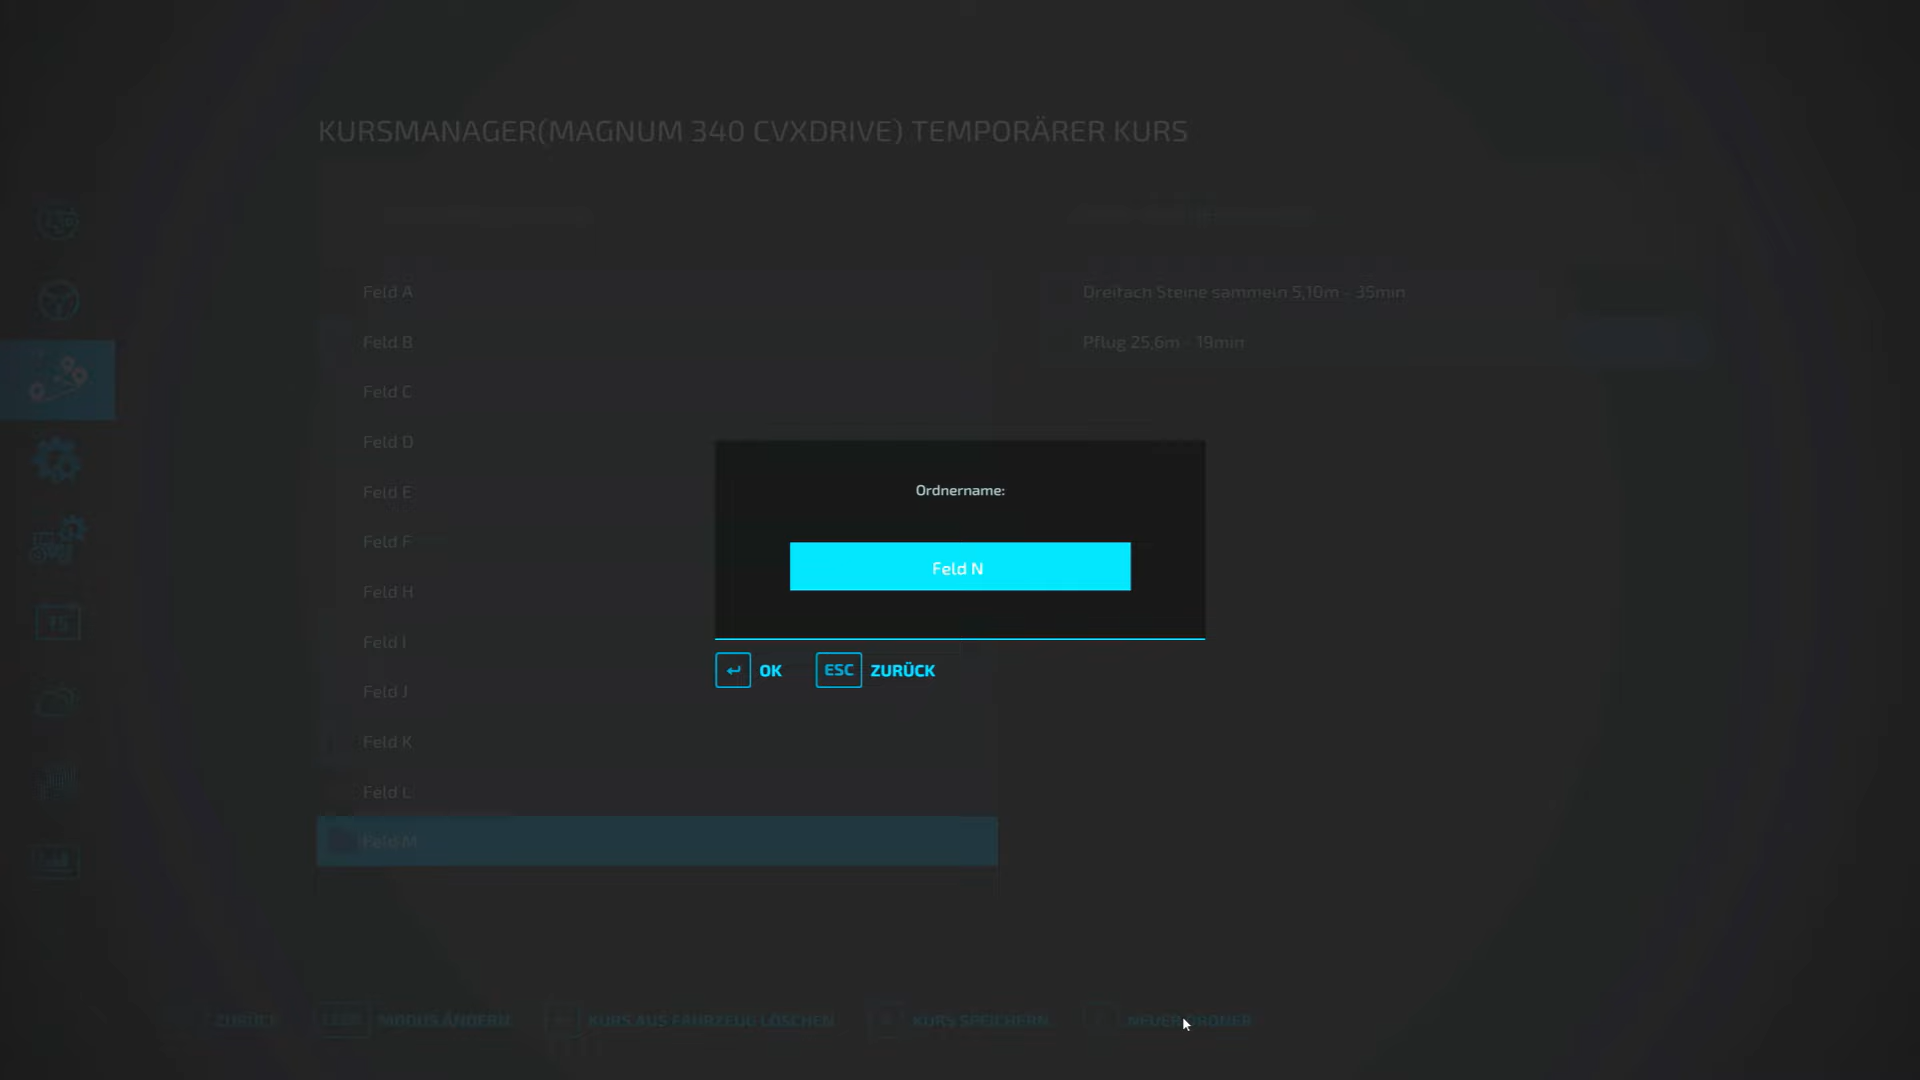 KURSMANAGER(MAGNUM 340 CVXDRIVE) TEMPORÄRER KURS
Feld A
Feld B
Feld C
Feld D
Feld E
Feld F
Feld H
Feld I
Feld J
Feld K
Feld L
Feld M
Dreifach Steine sammeln 5,10m - 35min
Pflug 25,6m - 19min
Ordnername:
Feld N
↵ OK ESC ZURÜCK
ZURÜCK MODUS ÄNDERN KURS AUS FAHRZEUG LÖSCHEN KURS SPEICHERN NEUER ORDNER